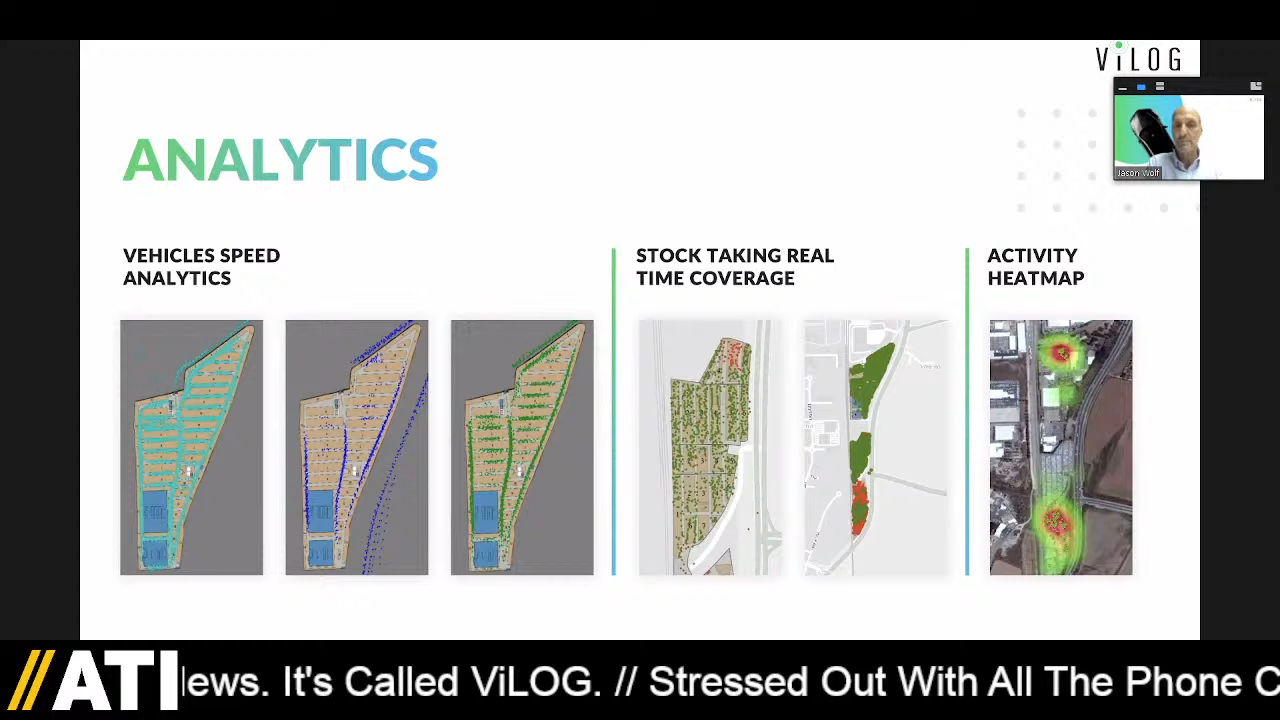 ViLOG
Jason Wolf
ANALYTICS
VEHICLES SPEED
ANALYTICS
STOCK TAKING REAL
TIME COVERAGE
ACTIVITY
HEATMAP
//ATI
lews. It's Called ViLOG. // Stressed Out With All The Phone C